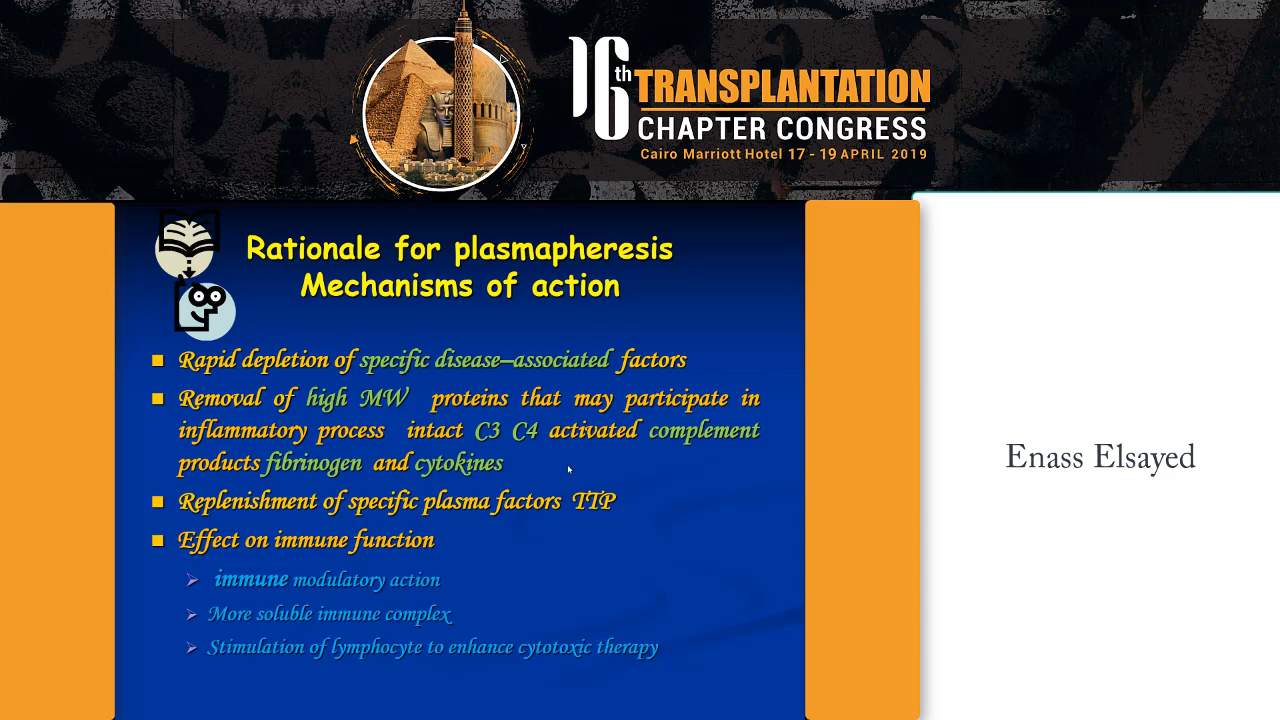 16th TRANSPLANTATION
CHAPTER CONGRESS
Cairo Marriott Hotel 17 - 19 APRIL 2019
Rationale for plasmapheresis
Mechanisms of action
Rapid depletion of specific disease–associated factors
Removal of high MW proteins that may participate in
inflammatory process intact C3 C4 activated complement
products fibrinogen and cytokines
Replenishment of specific plasma factors TTP
Effect on immune function
immune modulatory action
More soluble immune complex
Stimulation of lymphocyte to enhance cytotoxic therapy
Enass Elsayed